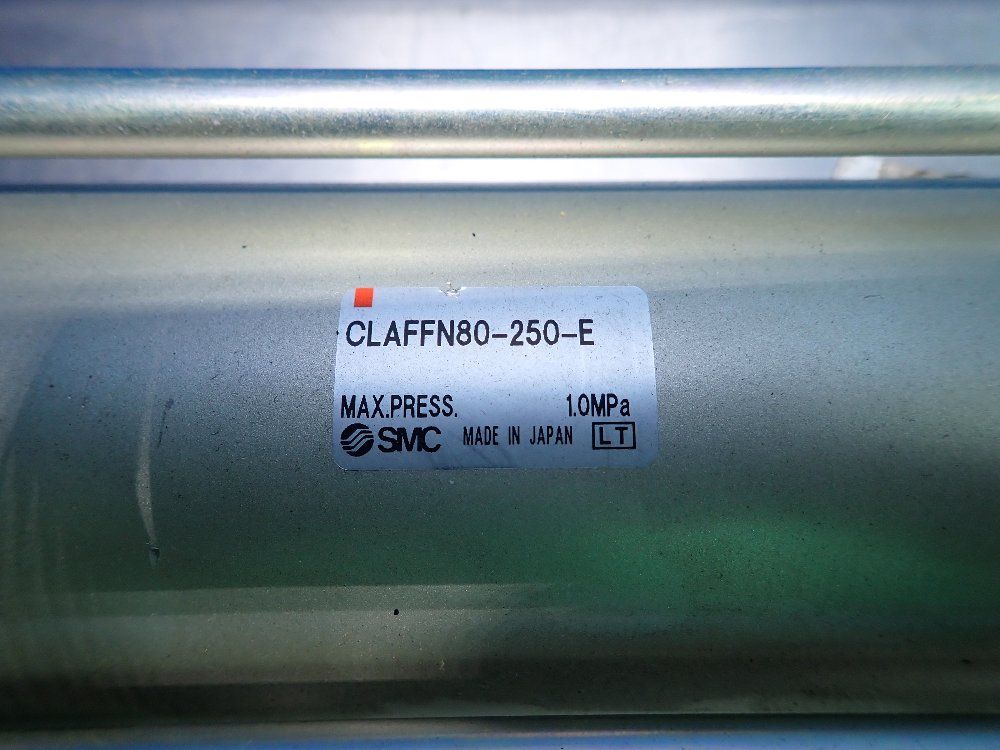 CLAFFN80-250-E
MAX.PRESS. 1.0MPa
SMC MADE IN JAPAN LT